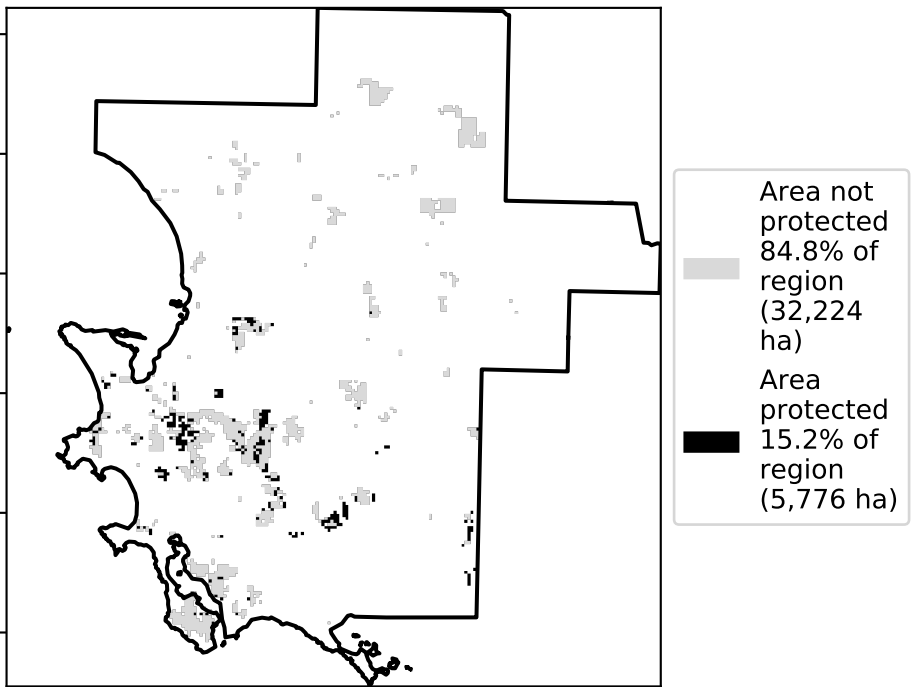 Area not
protected
84.8% of
region
(32,224
ha)
Area
protected
15.2% of
region
(5,776 ha)